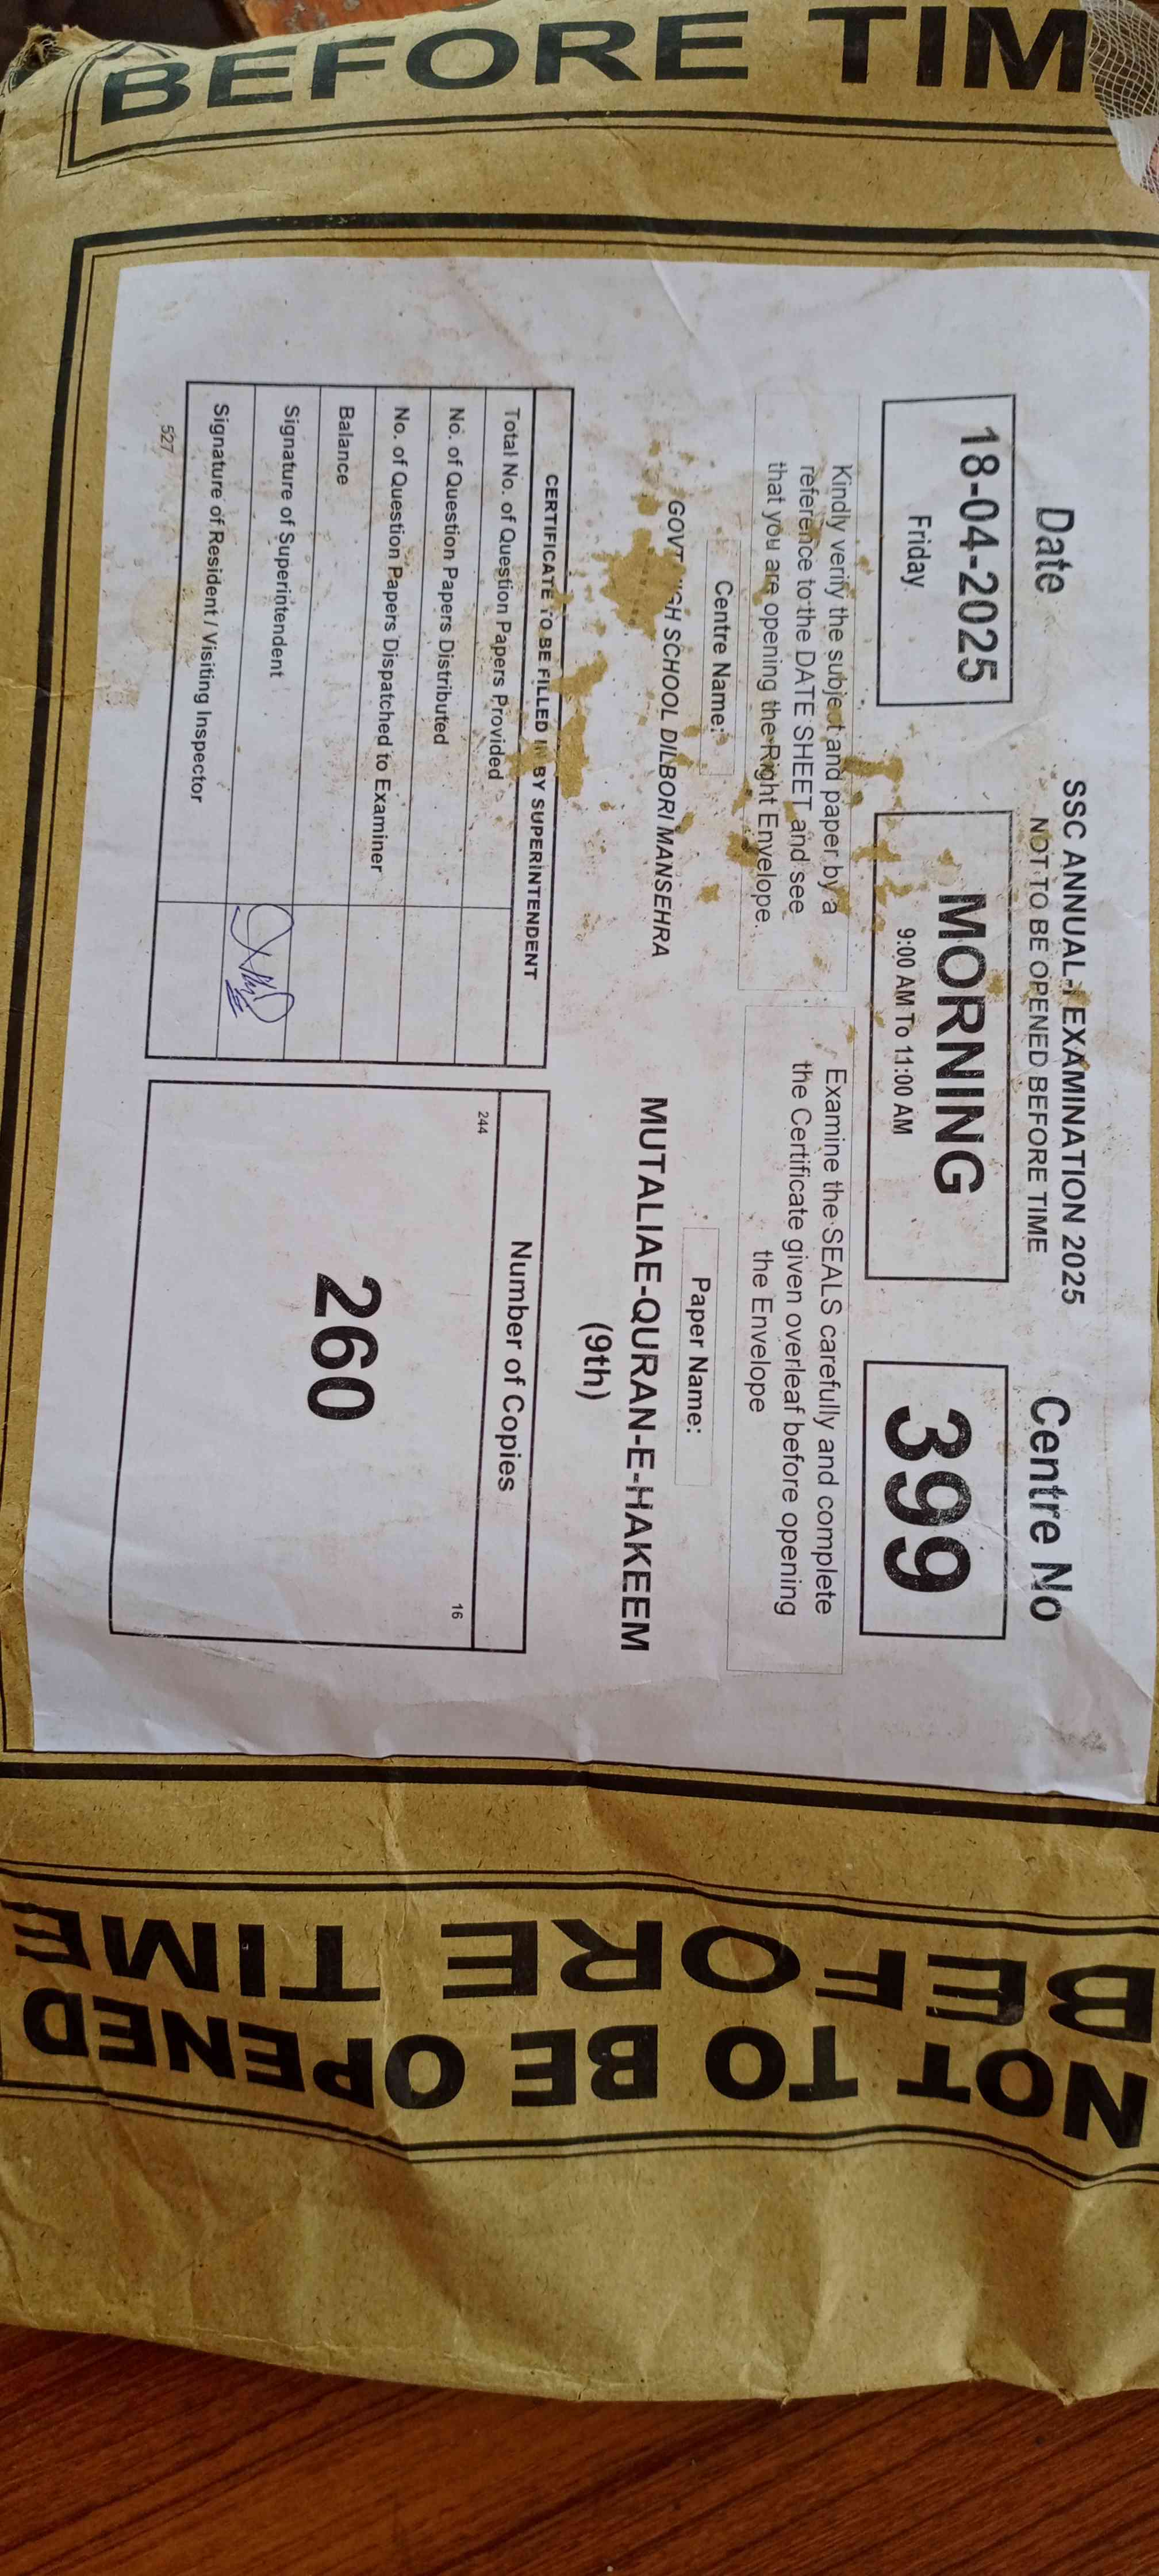 BEFORE TIM
SSC ANNUAL-I EXAMINATION 2025
NOT TO BE OPENED BEFORE TIME
Date
18-04-2025
Friday
MORNING
9:00 AM To 11:00 AM
Centre No
399
Kindly verify the subject and paper by a
reference to the DATE SHEET and see
that you are opening the Right Envelope.
Examine the SEALS carefully and complete
the Certificate given overleaf before opening
the Envelope
Centre Name:
GOVT HIGH SCHOOL DILBORI MANSEHRA
Paper Name:
MUTALIAE-QURAN-E-HAKEEM
(9th)
CERTIFICATE TO BE FILLED IN BY SUPERINTENDENT
Total No. of Question Papers Provided
No. of Question Papers Distributed
No. of Question Papers Dispatched to Examiner
Balance
Signature of Superintendent
Signature of Resident / Visiting Inspector
527
Number of Copies
244
16
260
NOT TO BE OPENED
BEFORE TIME